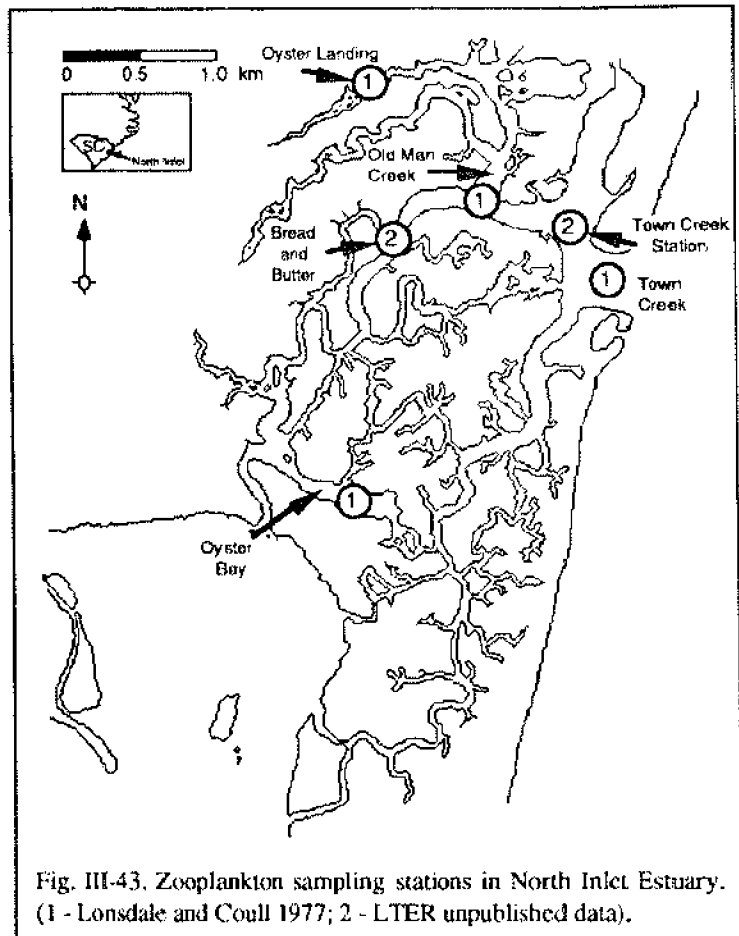 Oyster Landing
0 0.5 1.0 km
1
SC
North Inlet
Old Man
Creek
1
N
2
Town Creek
Station
Bread
and
Butter
2
1
Town
Creek
1
Oyster
Bay
Fig. III-43. Zooplankton sampling stations in North Inlet Estuary.
(1 - Lonsdale and Coull 1977; 2 - LTER unpublished data).